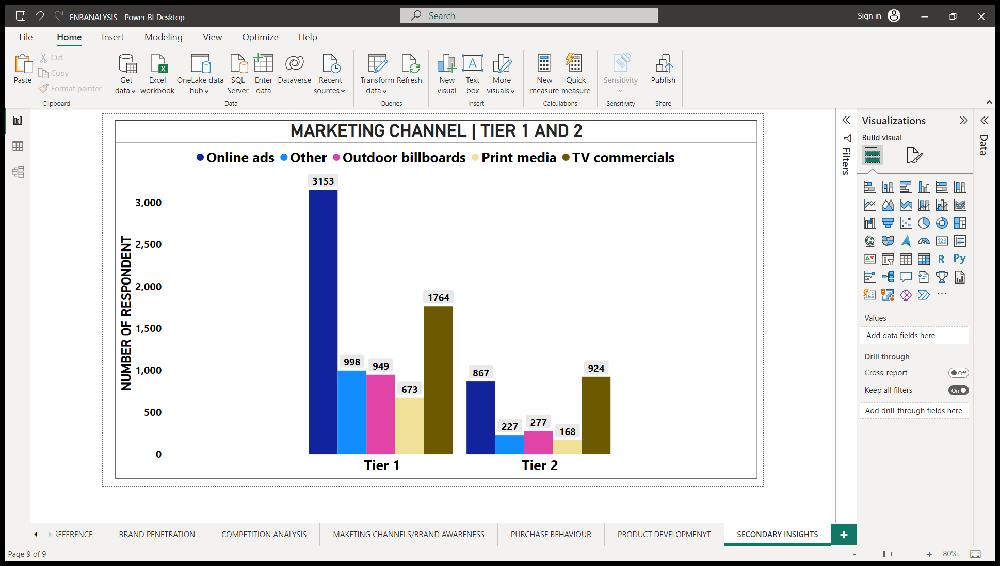 FNBANALYSIS - Power BI Desktop
Search
Sign in
File Home Insert Modeling View Optimize Help
Paste
Cut
Copy
Format painter
Clipboard
Get data
Excel workbook
OneLake data hub
SQL Server
Enter data
Dataverse
Recent sources
Data
Transform data
Refresh
Queries
New visual
A
Text box
More visuals
Insert
New measure
Quick measure
Calculations
Sensitivity
Sensitivity
Publish
Share
MARKETING CHANNEL | TIER 1 AND 2
Online ads Other Outdoor billboards Print media TV commercials
NUMBER OF RESPONDENT
3,000
2,500
2,000
1,500
1,000
500
0
3153
998
949
673
1764
867
227
277
168
924
Tier 1
Tier 2
Filters
Visualizations
Build visual
123
R
Py
123
Values
Add data fields here
Drill through
Cross-report
Off
Keep all filters
On
Add drill-through fields here
Data
REFERENCE
BRAND PENETRATION
COMPETITION ANALYSIS
MAKETING CHANNELS/BRAND AWARENESS
PURCHASE BEHAVIOUR
PRODUCT DEVELOPMENYT
SECONDARY INSIGHTS
+
Page 9 of 9
- + 80%